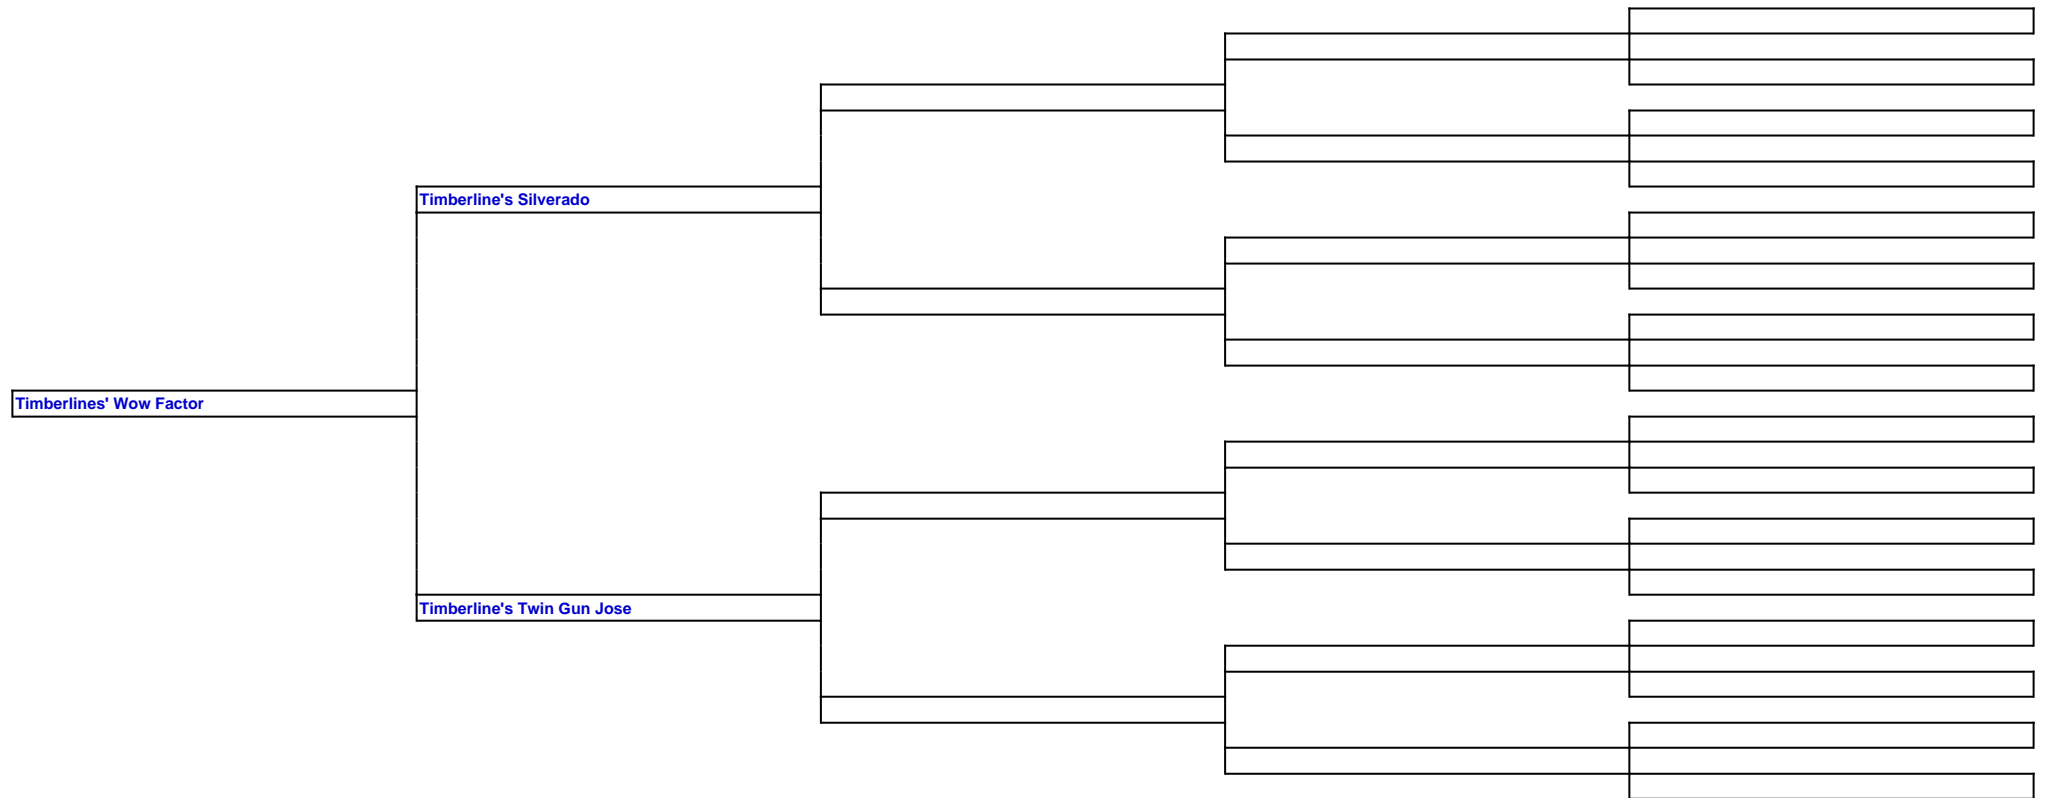 Timberline's Silverado
Timberlines' Wow Factor
Timberline's Twin Gun Jose